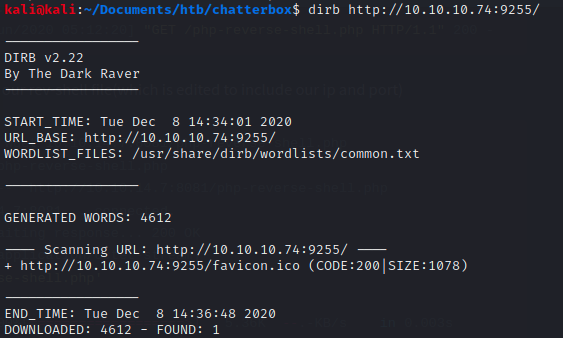 kali@kali:~/Documents/htb/chatterbox$ dirb http://10.10.10.74:9255/
-----------------
DIRB v2.22
By The Dark Raver
-----------------
START_TIME: Tue Dec  8 14:34:01 2020
URL_BASE: http://10.10.10.74:9255/
WORDLIST_FILES: /usr/share/dirb/wordlists/common.txt
-----------------
GENERATED WORDS: 4612
---- Scanning URL: http://10.10.10.74:9255/ ----
+ http://10.10.10.74:9255/favicon.ico (CODE:200|SIZE:1078)
-----------------
END_TIME: Tue Dec  8 14:36:48 2020
DOWNLOADED: 4612 - FOUND: 1